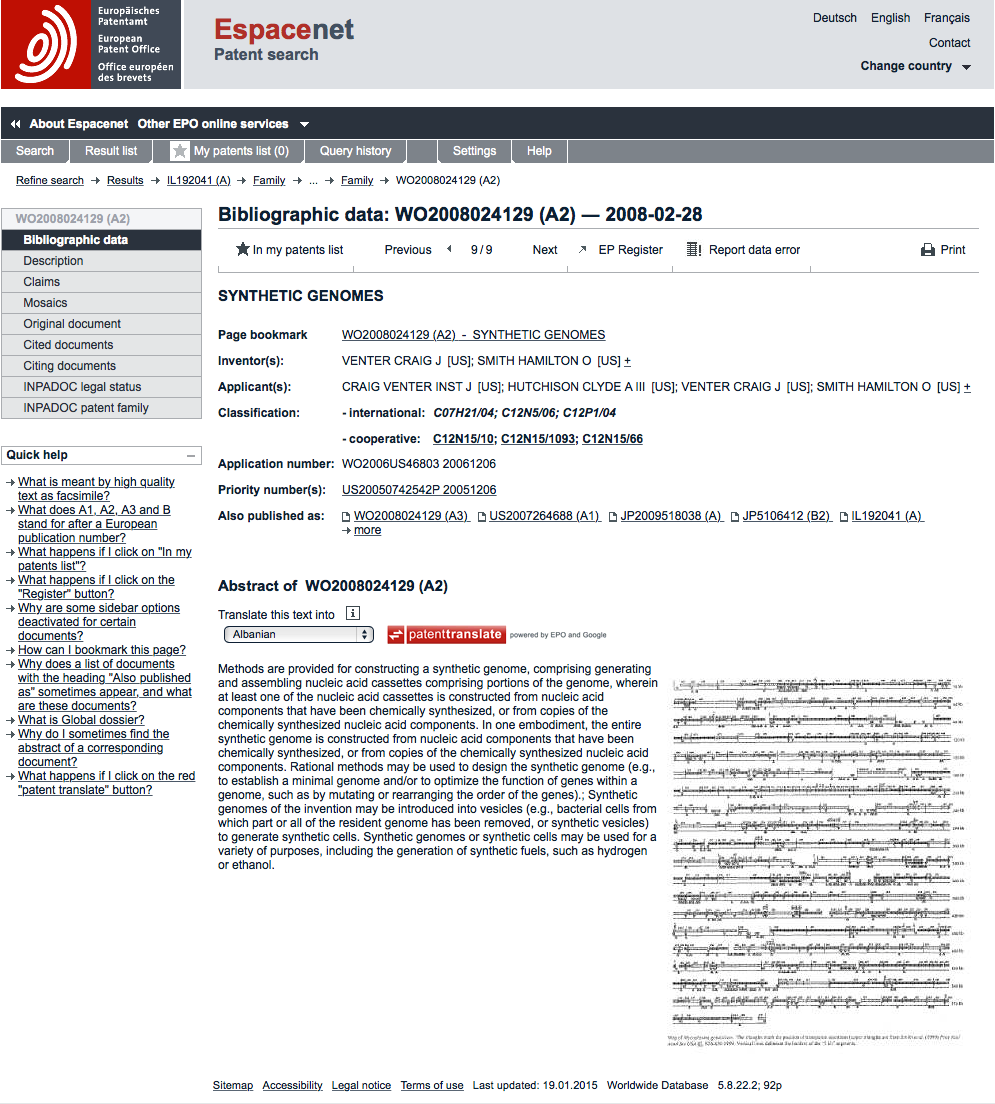 Europäisches
Patentamt
European
Patent Office
Office européen
des brevets
Espacenet
Patent search
Deutsch English Français
Contact
Change country
About Espacenet Other EPO online services
Search Result list My patents list (0) Query history Settings Help
Refine search → Results → IL192041 (A) → Family → ... → Family → WO2008024129 (A2)
WO2008024129 (A2)
Bibliographic data
Description
Claims
Mosaics
Original document
Cited documents
Citing documents
INPADOC legal status
INPADOC patent family
Quick help
→ What is meant by high quality
text as facsimile?
→ What does A1, A2, A3 and B
stand for after a European
publication number?
→ What happens if I click on "In my
patents list"?
→ What happens if I click on the
"Register" button?
→ Why are some sidebar options
deactivated for certain
documents?
→ How can I bookmark this page?
→ Why does a list of documents
with the heading "Also published
as" sometimes appear, and what
are these documents?
→ What is Global dossier?
→ Why do I sometimes find the
abstract of a corresponding
document?
→ What happens if I click on the red
"patent translate" button?
Bibliographic data: WO2008024129 (A2) — 2008-02-28
In my patents list Previous 9 / 9 Next EP Register Report data error Print
SYNTHETIC GENOMES
Page bookmark WO2008024129 (A2) - SYNTHETIC GENOMES
Inventor(s): VENTER CRAIG J [US]; SMITH HAMILTON O [US] +
Applicant(s): CRAIG VENTER INST J [US]; HUTCHISON CLYDE A III [US]; VENTER CRAIG J [US]; SMITH HAMILTON O [US] +
Classification: - international: C07H21/04; C12N5/06; C12P1/04
- cooperative: C12N15/10; C12N15/1093; C12N15/66
Application number: WO2006US46803 20061206
Priority number(s): US20050742542P 20051206
Also published as: WO2008024129 (A3) US2007264688 (A1) JP2009518038 (A) JP5106412 (B2) IL192041 (A)
→ more
Abstract of WO2008024129 (A2)
Translate this text into i
Albanian patenttranslate powered by EPO and Google
Methods are provided for constructing a synthetic genome, comprising generating
and assembling nucleic acid cassettes comprising portions of the genome, wherein
at least one of the nucleic acid cassettes is constructed from nucleic acid
components that have been chemically synthesized, or from copies of the
chemically synthesized nucleic acid components. In one embodiment, the entire
synthetic genome is constructed from nucleic acid components that have been
chemically synthesized, or from copies of the chemically synthesized nucleic acid
components. Rational methods may be used to design the synthetic genome (e.g.,
to establish a minimal genome and/or to optimize the function of genes within a
genome, such as by mutating or rearranging the order of the genes).; Synthetic
genomes of the invention may be introduced into vesicles (e.g., bacterial cells from
which part or all of the resident genome has been removed, or synthetic vesicles)
to generate synthetic cells. Synthetic genomes or synthetic cells may be used for a
variety of purposes, including the generation of synthetic fuels, such as hydrogen
or ethanol.
Sitemap Accessibility Legal notice Terms of use Last updated: 19.01.2015 Worldwide Database 5.8.22.2; 92p